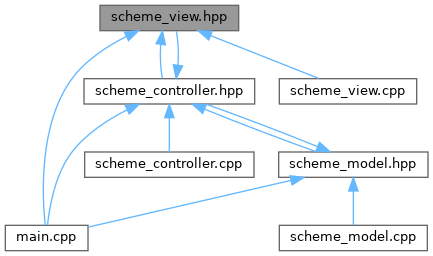 scheme_view.hpp
scheme_controller.hpp
scheme_view.cpp
scheme_controller.cpp
scheme_model.hpp
main.cpp
scheme_model.cpp